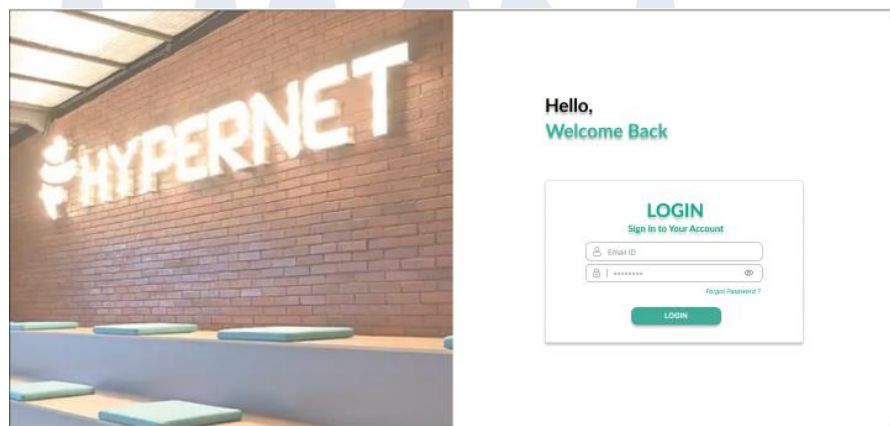 HYPERNET
Hello,
Welcome Back
LOGIN
Sign in to Your Account
Email ID
Forgot Password ?
LOGIN